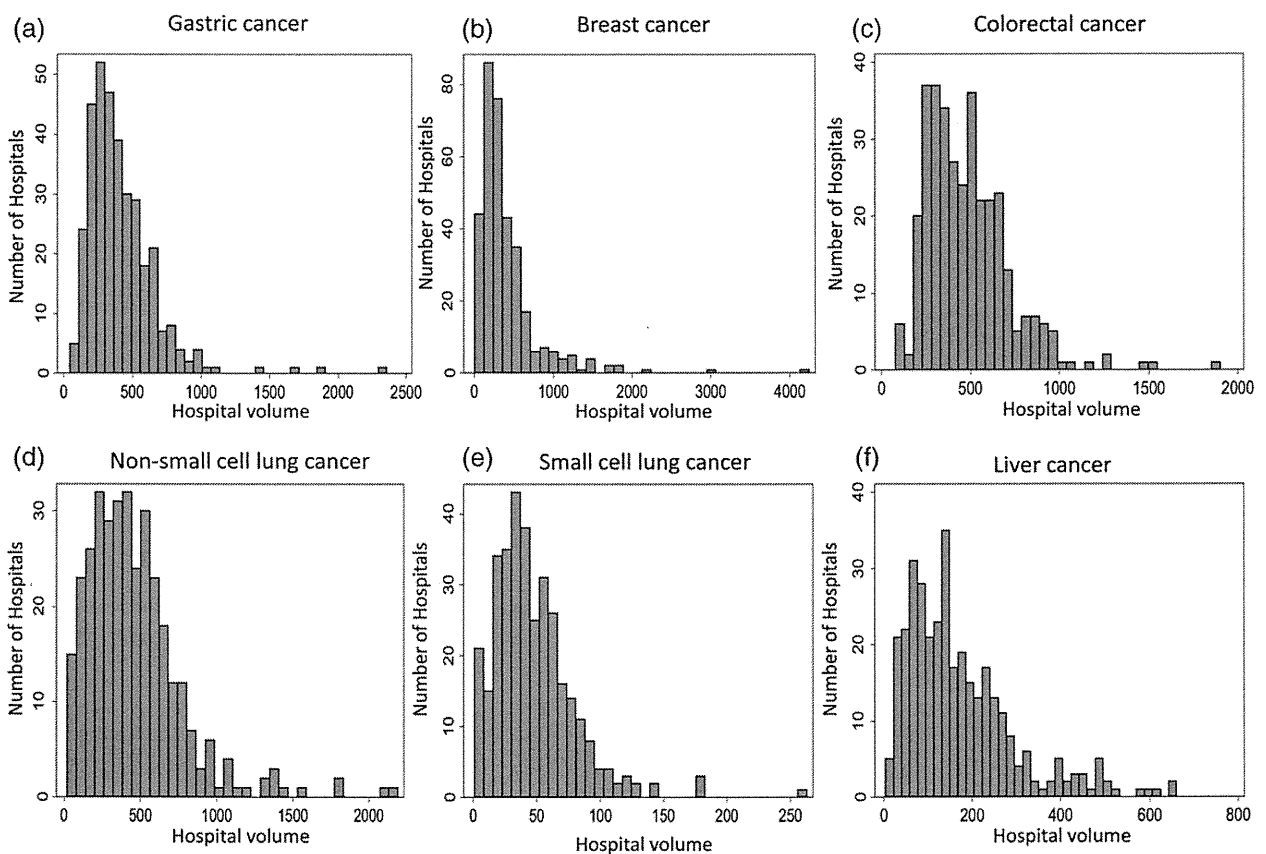 (a) Gastric cancer
Number of Hospitals
0 10 20 30 40 50
0 500 1000 1500 2000 2500
Hospital volume
(b) Breast cancer
Number of Hospitals
0 20 40 60 80
0 1000 2000 3000 4000
Hospital volume
(c) Colorectal cancer
Number of Hospitals
0 10 20 30 40
0 500 1000 1500 2000
Hospital volume
(d) Non-small cell lung cancer
Number of Hospitals
0 10 20 30
0 500 1000 1500 2000
Hospital volume
(e) Small cell lung cancer
Number of Hospitals
0 10 20 30 40
0 50 100 150 200 250
Hospital volume
(f) Liver cancer
Number of Hospitals
0 10 20 30 40
0 200 400 600 800
Hospital volume